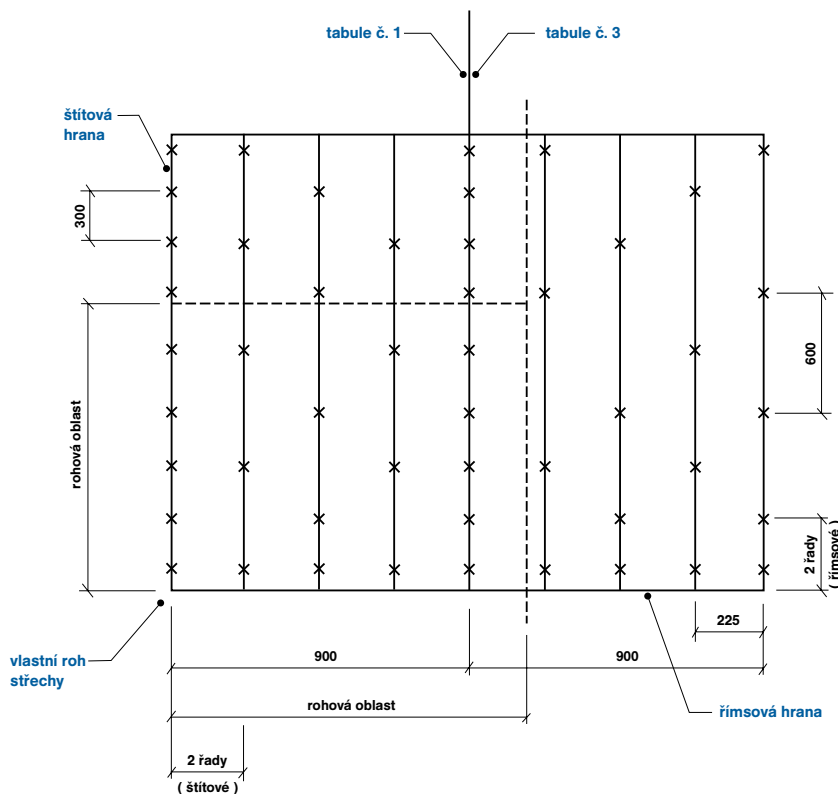 tabule č. 1
tabule č. 3
štítová
hrana
300
600
rohová oblast
2 řady
( římsové )
225
vlastní roh
střechy
900
900
rohová oblast
římsová hrana
2 řady
( štítové )